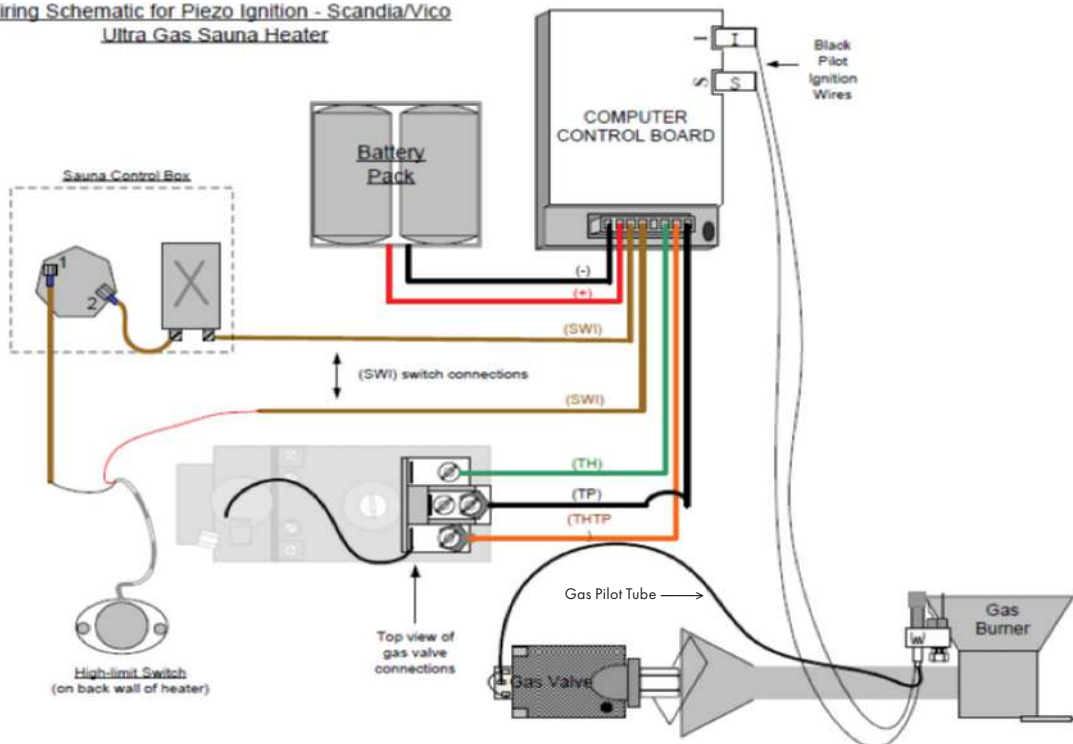 iring Schematic for Piezo Ignition - Scandia/Vico
Ultra Gas Sauna Heater
I
I
S
S
Black
Pilot
Ignition
Wires
COMPUTER
CONTROL BOARD
Battery
Pack
Sauna Control Box
1
2
X
(-)
(+)
(SWI)
(SWI) switch connections
(SWI)
(TH)
(TP)
(THTP
)
Gas Pilot Tube
Top view of
gas valve
connections
Gas Valve
Gas
Burner
High-limit Switch
(on back wall of heater)